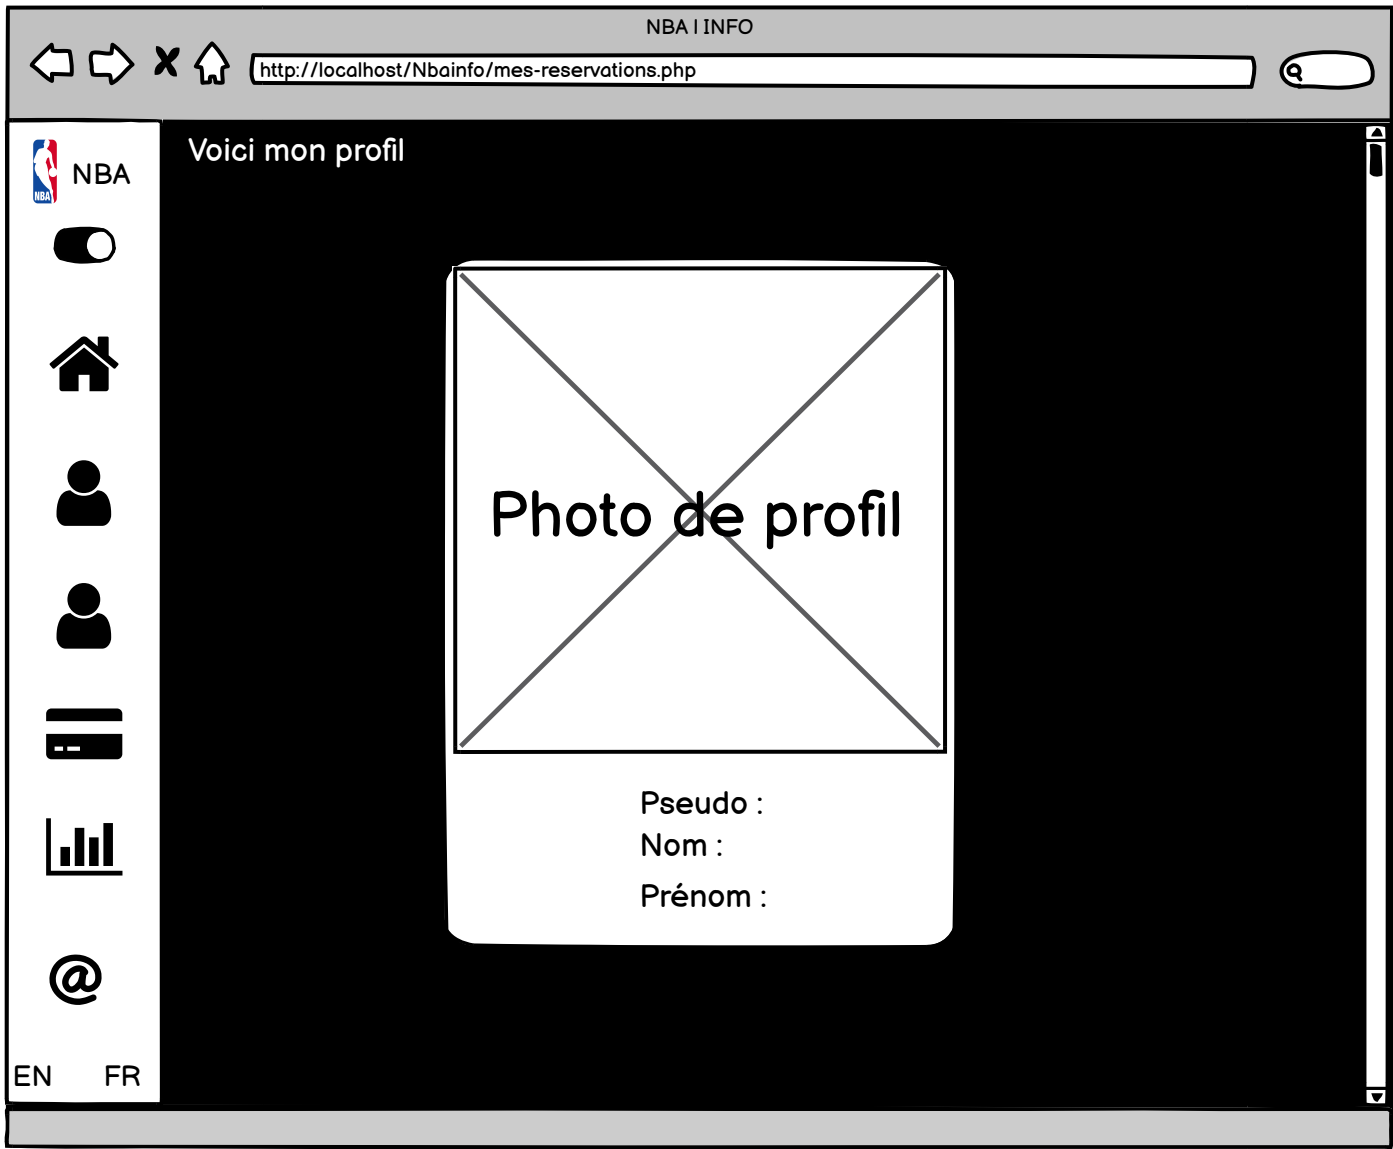 NBA | INFO
http://localhost/Nbainfo/mes-reservations.php
NBA
NBA
Voici mon profil
Photo de profil
Pseudo :
Nom :
Prénom :
@
EN FR